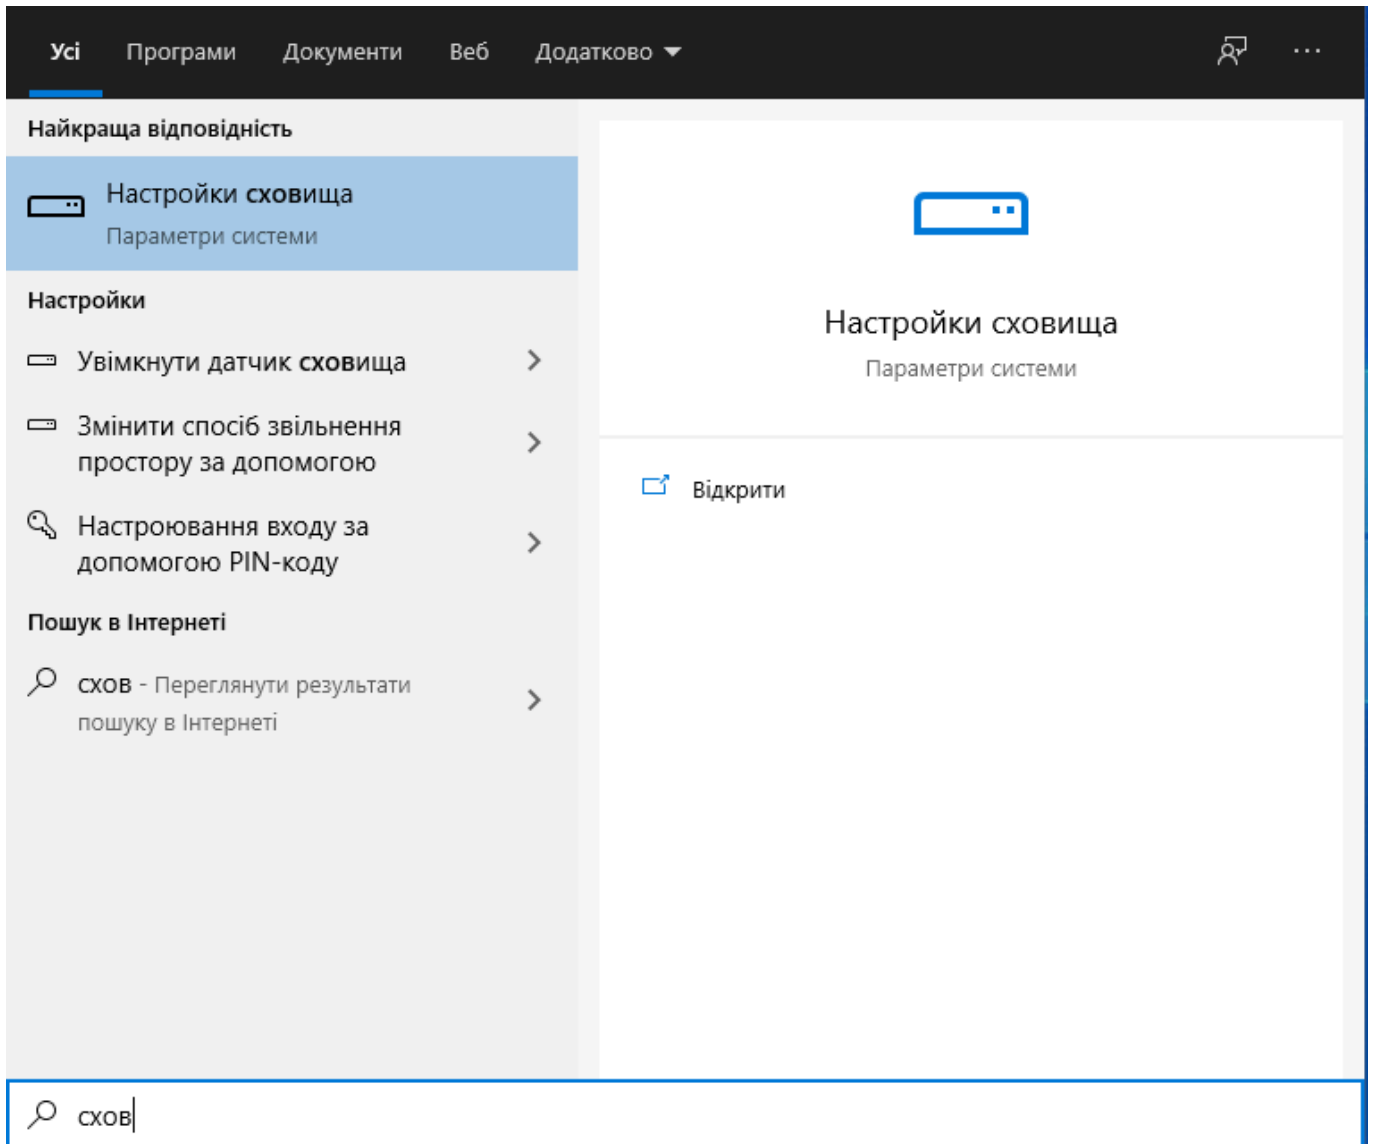 Усі Програми Документи Веб Додатково
Найкраща відповідність
Настройки сховища
Параметри системи
Настройки
Увімкнути датчик сховища
Змінити спосіб звільнення
простору за допомогою
Настроювання входу за
допомогою PIN-коду
Пошук в Інтернеті
схов - Переглянути результати
пошуку в Інтернеті
Настройки сховища
Параметри системи
Відкрити
схов